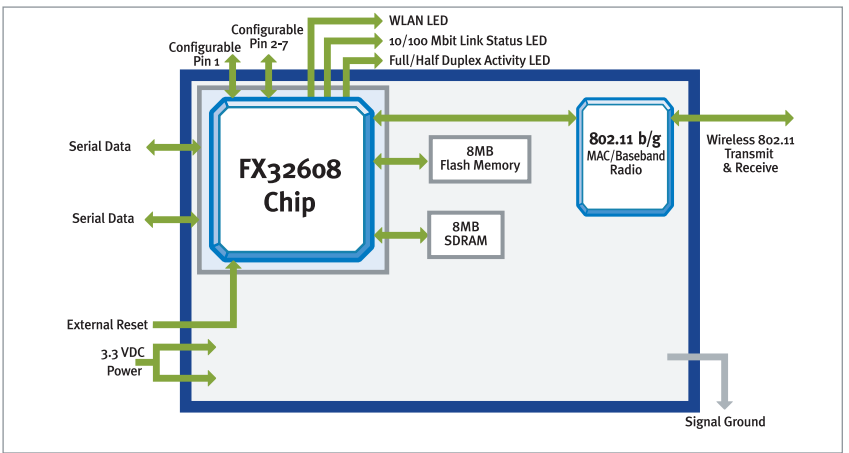 WLAN LED
10/100 Mbit Link Status LED
Full/Half Duplex Activity LED
Configurable
Pin 1
Configurable
Pin 2-7
Serial Data
Serial Data
FX32608
Chip
8MB
Flash Memory
8MB
SDRAM
802.11 b/g
MAC/Baseband
Radio
Wireless 802.11
Transmit
& Receive
External Reset
3.3 VDC
Power
Signal Ground